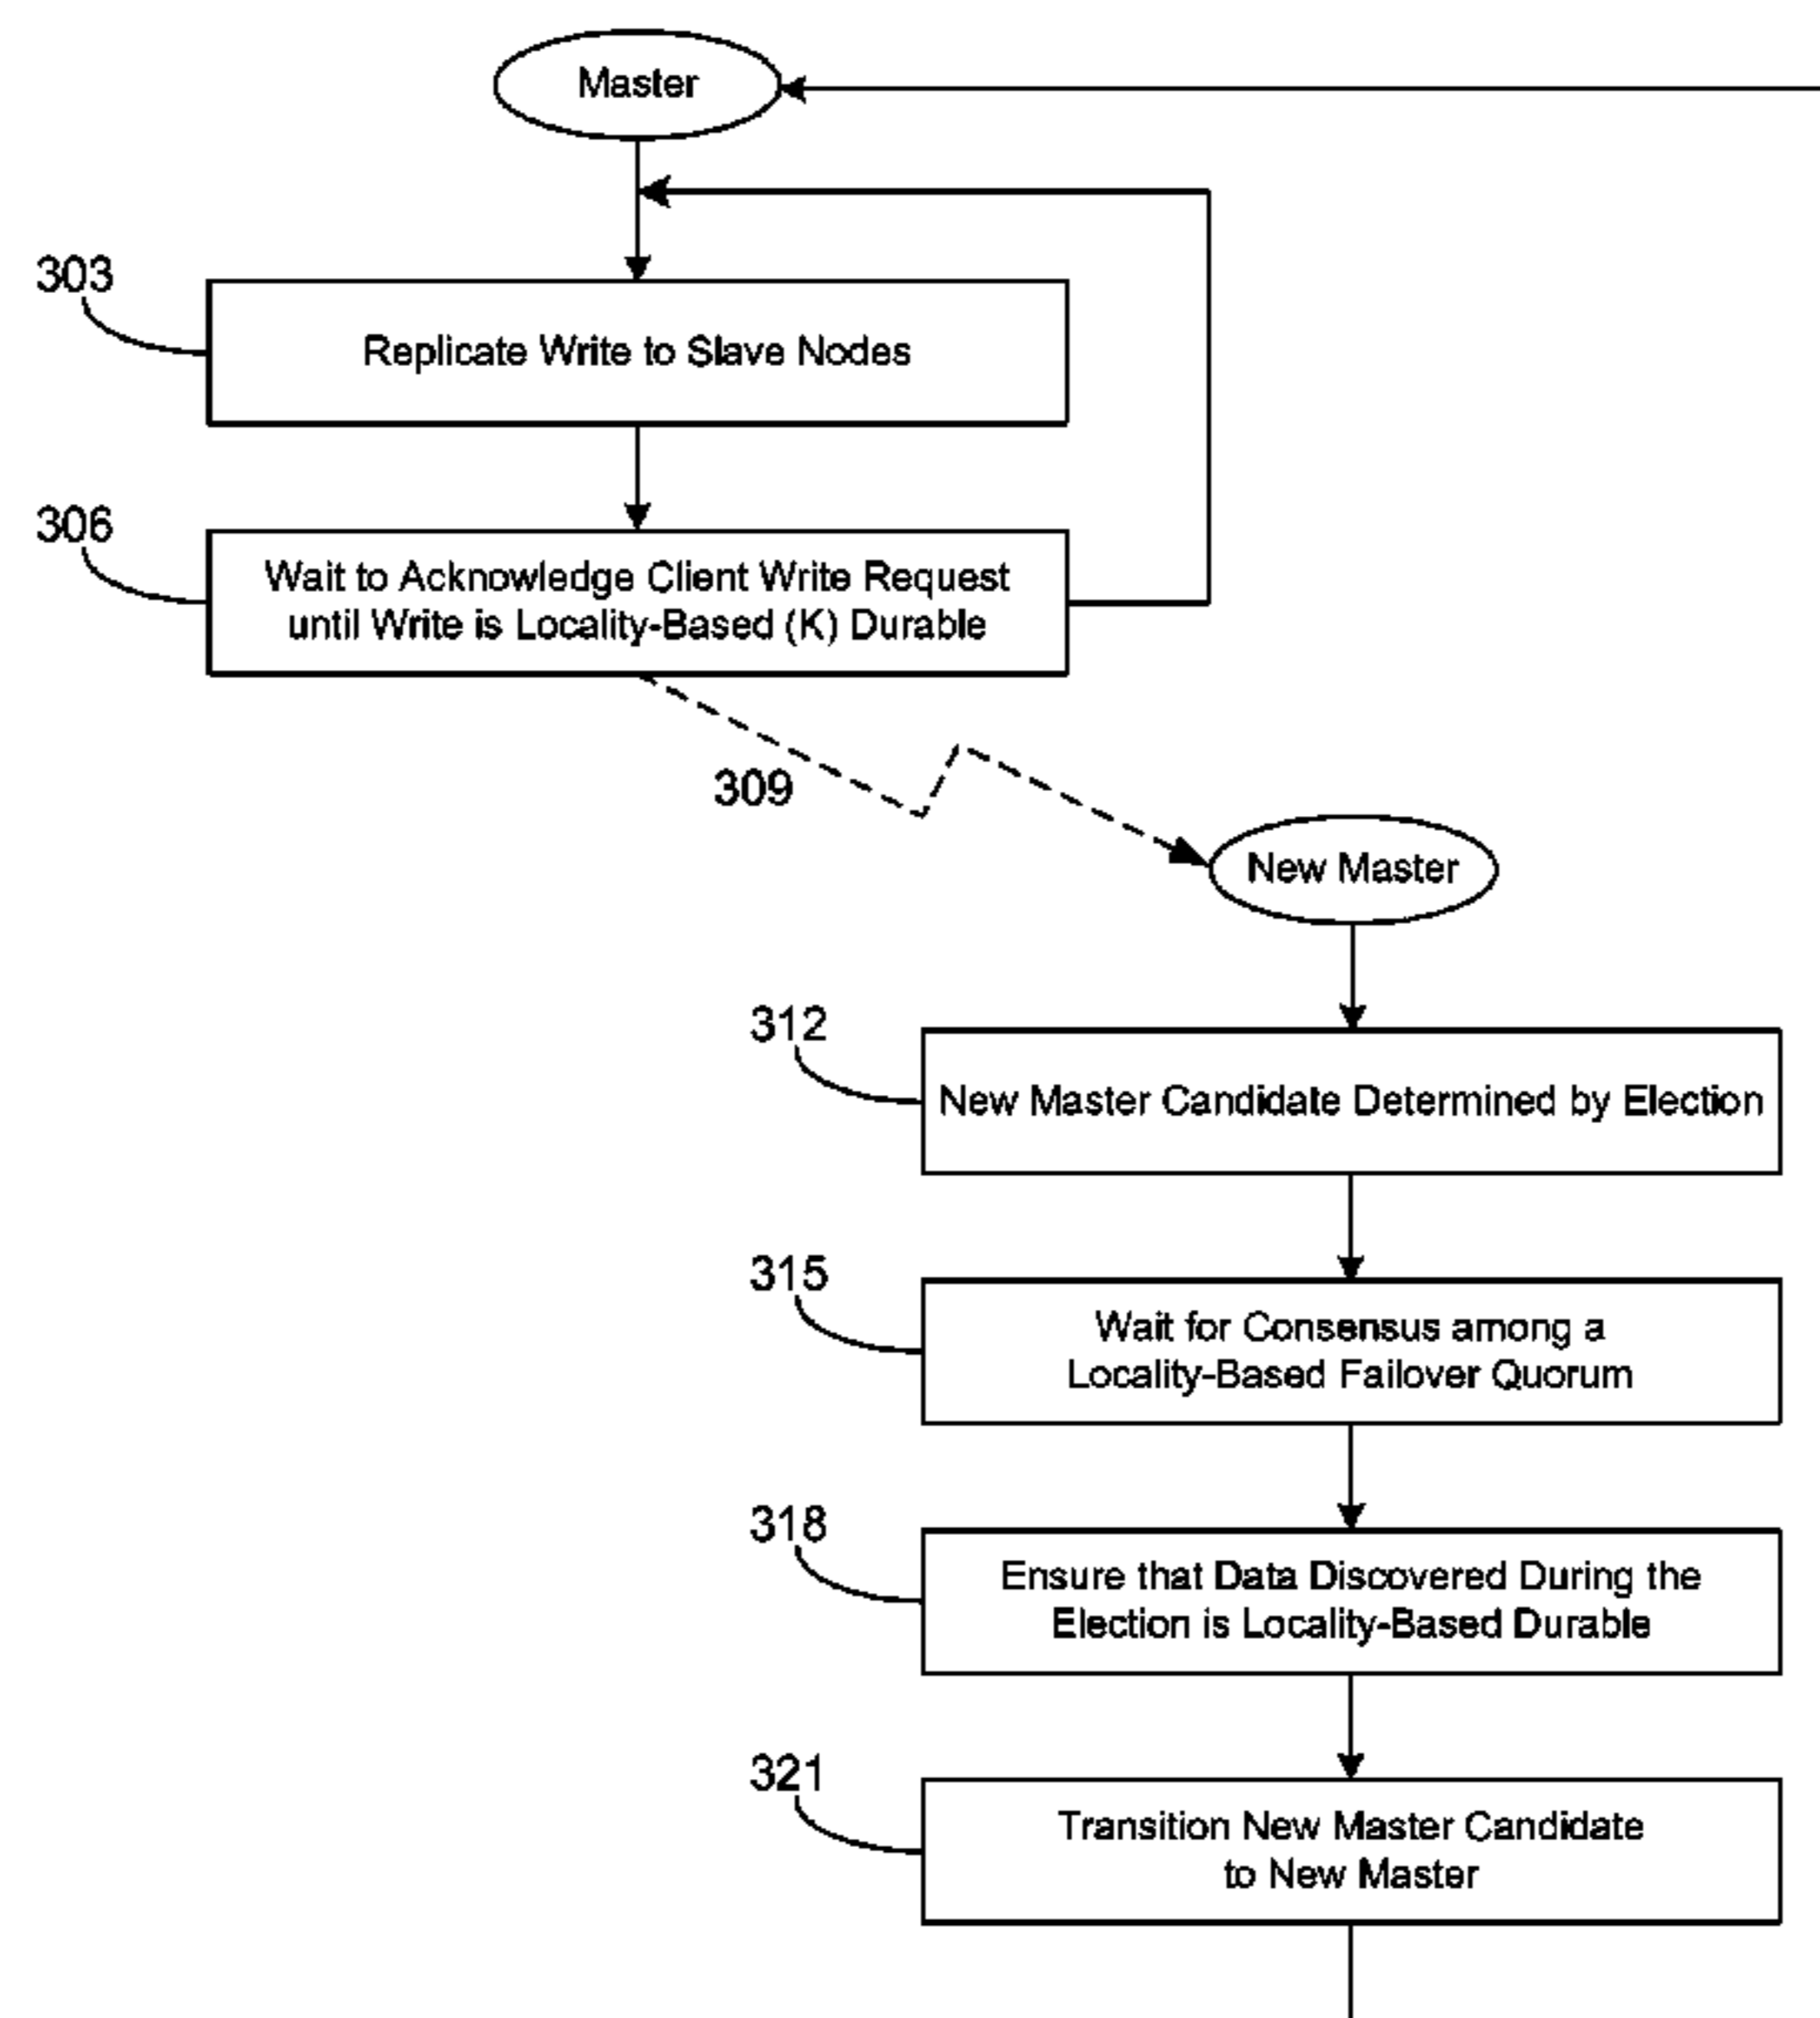 Master
303
Replicate Write to Slave Nodes
306
Wait to Acknowledge Client Write Request
until Write is Locality-Based (K) Durable
309
New Master
312
New Master Candidate Determined by Election
315
Wait for Consensus among a
Locality-Based Failover Quorum
318
Ensure that Data Discovered During the
Election is Locality-Based Durable
321
Transition New Master Candidate
to New Master